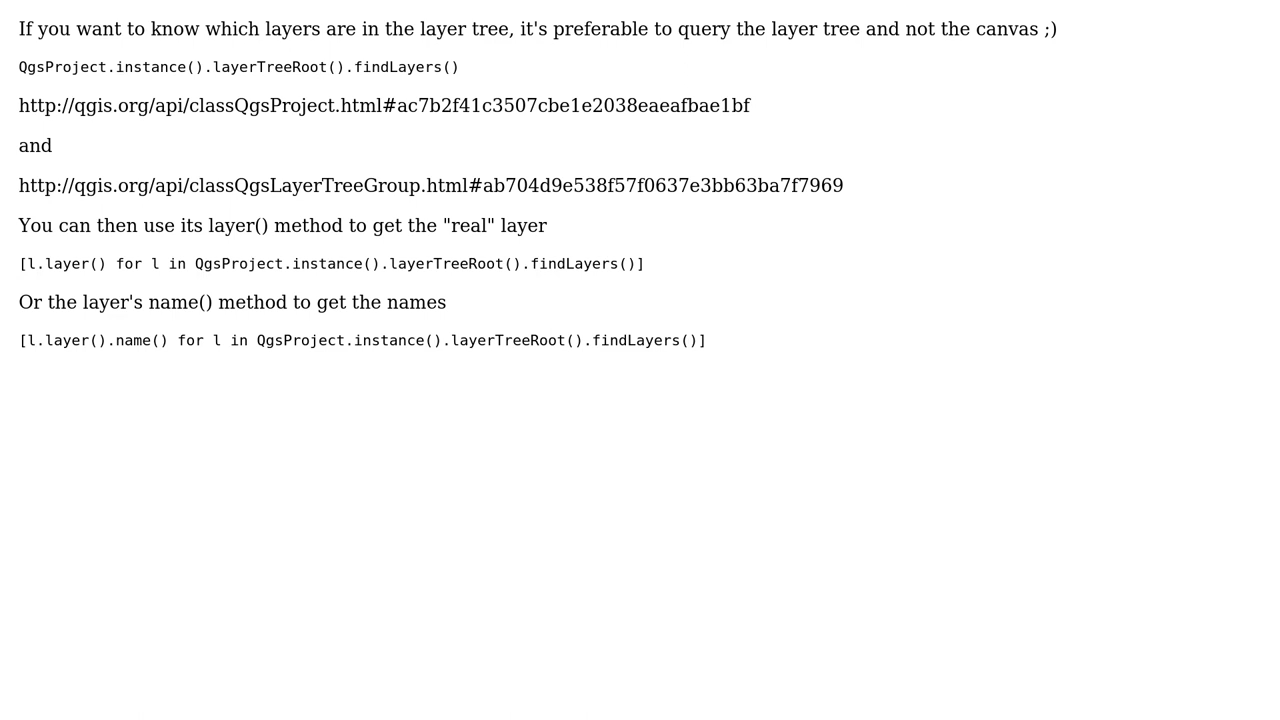 If you want to know which layers are in the layer tree, it's preferable to query the layer tree and not the canvas ;)
QgsProject.instance().layerTreeRoot().findLayers()
http://qgis.org/api/classQgsProject.html#ac7b2f41c3507cbe1e2038eaeafbae1bf
and
http://qgis.org/api/classQgsLayerTreeGroup.html#ab704d9e538f57f0637e3bb63ba7f7969
You can then use its layer() method to get the "real" layer
[l.layer() for l in QgsProject.instance().layerTreeRoot().findLayers()]
Or the layer's name() method to get the names
[l.layer().name() for l in QgsProject.instance().layerTreeRoot().findLayers()]